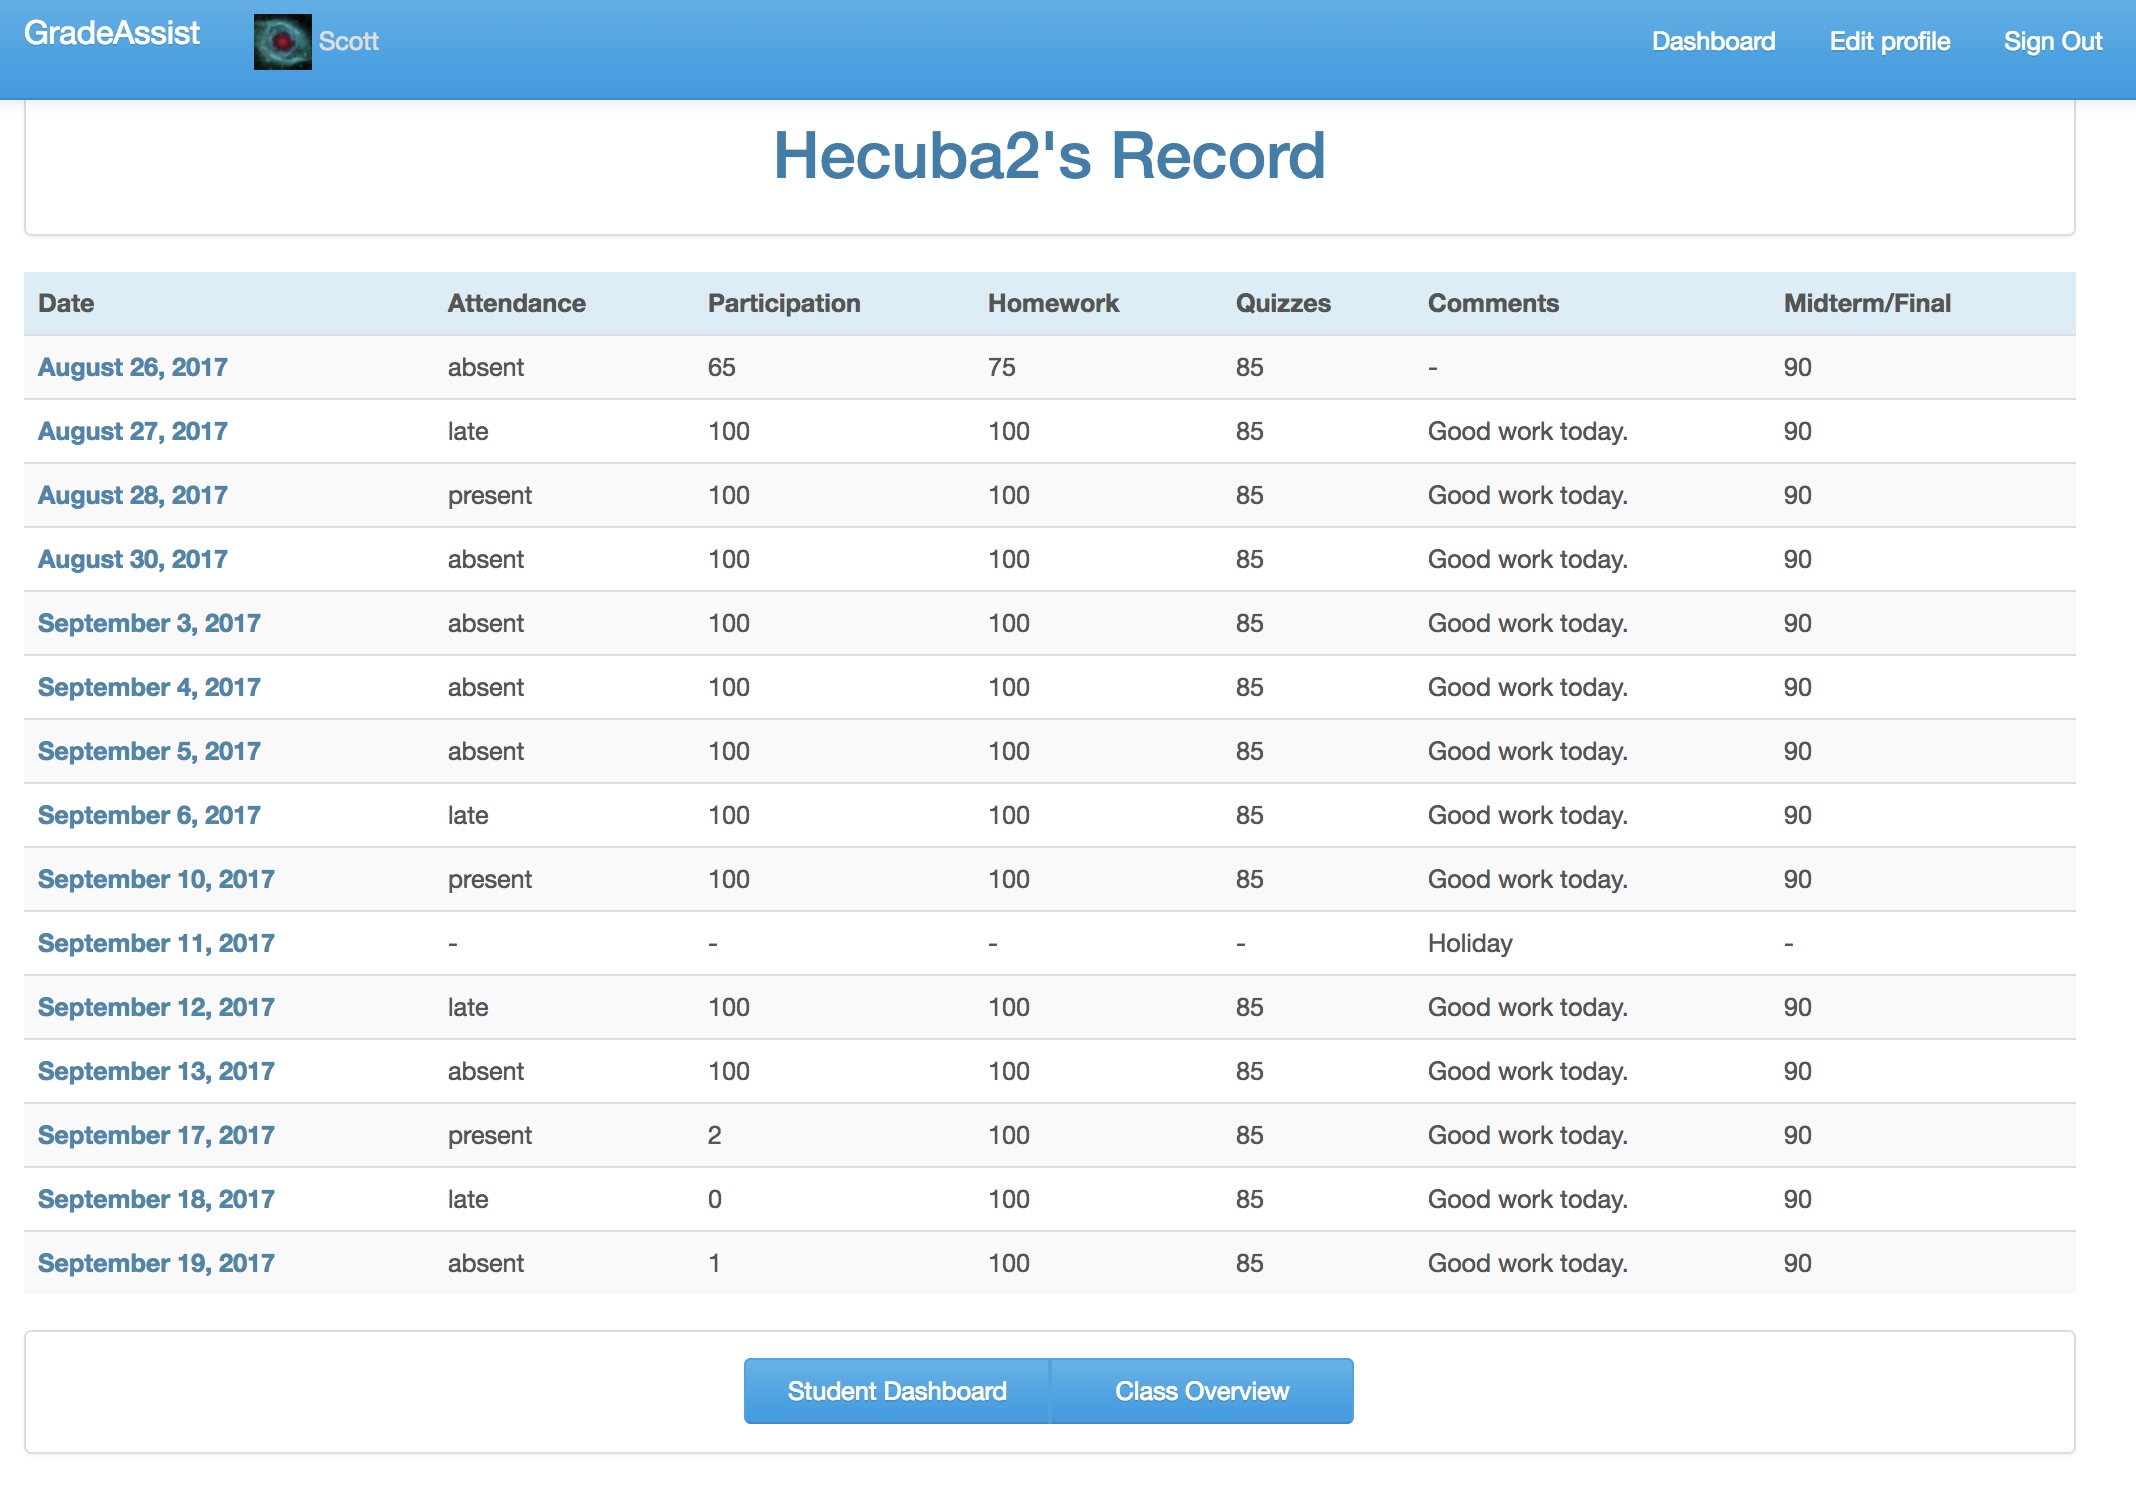 GradeAssist Scott Dashboard Edit profile Sign Out
Hecuba2's Record
Date Attendance Participation Homework Quizzes Comments Midterm/Final
August 26, 2017 absent 65 75 85 - 90
August 27, 2017 late 100 100 85 Good work today. 90
August 28, 2017 present 100 100 85 Good work today. 90
August 30, 2017 absent 100 100 85 Good work today. 90
September 3, 2017 absent 100 100 85 Good work today. 90
September 4, 2017 absent 100 100 85 Good work today. 90
September 5, 2017 absent 100 100 85 Good work today. 90
September 6, 2017 late 100 100 85 Good work today. 90
September 10, 2017 present 100 100 85 Good work today. 90
September 11, 2017 - - - - Holiday -
September 12, 2017 late 100 100 85 Good work today. 90
September 13, 2017 absent 100 100 85 Good work today. 90
September 17, 2017 present 2 100 85 Good work today. 90
September 18, 2017 late 0 100 85 Good work today. 90
September 19, 2017 absent 1 100 85 Good work today. 90
Student Dashboard Class Overview